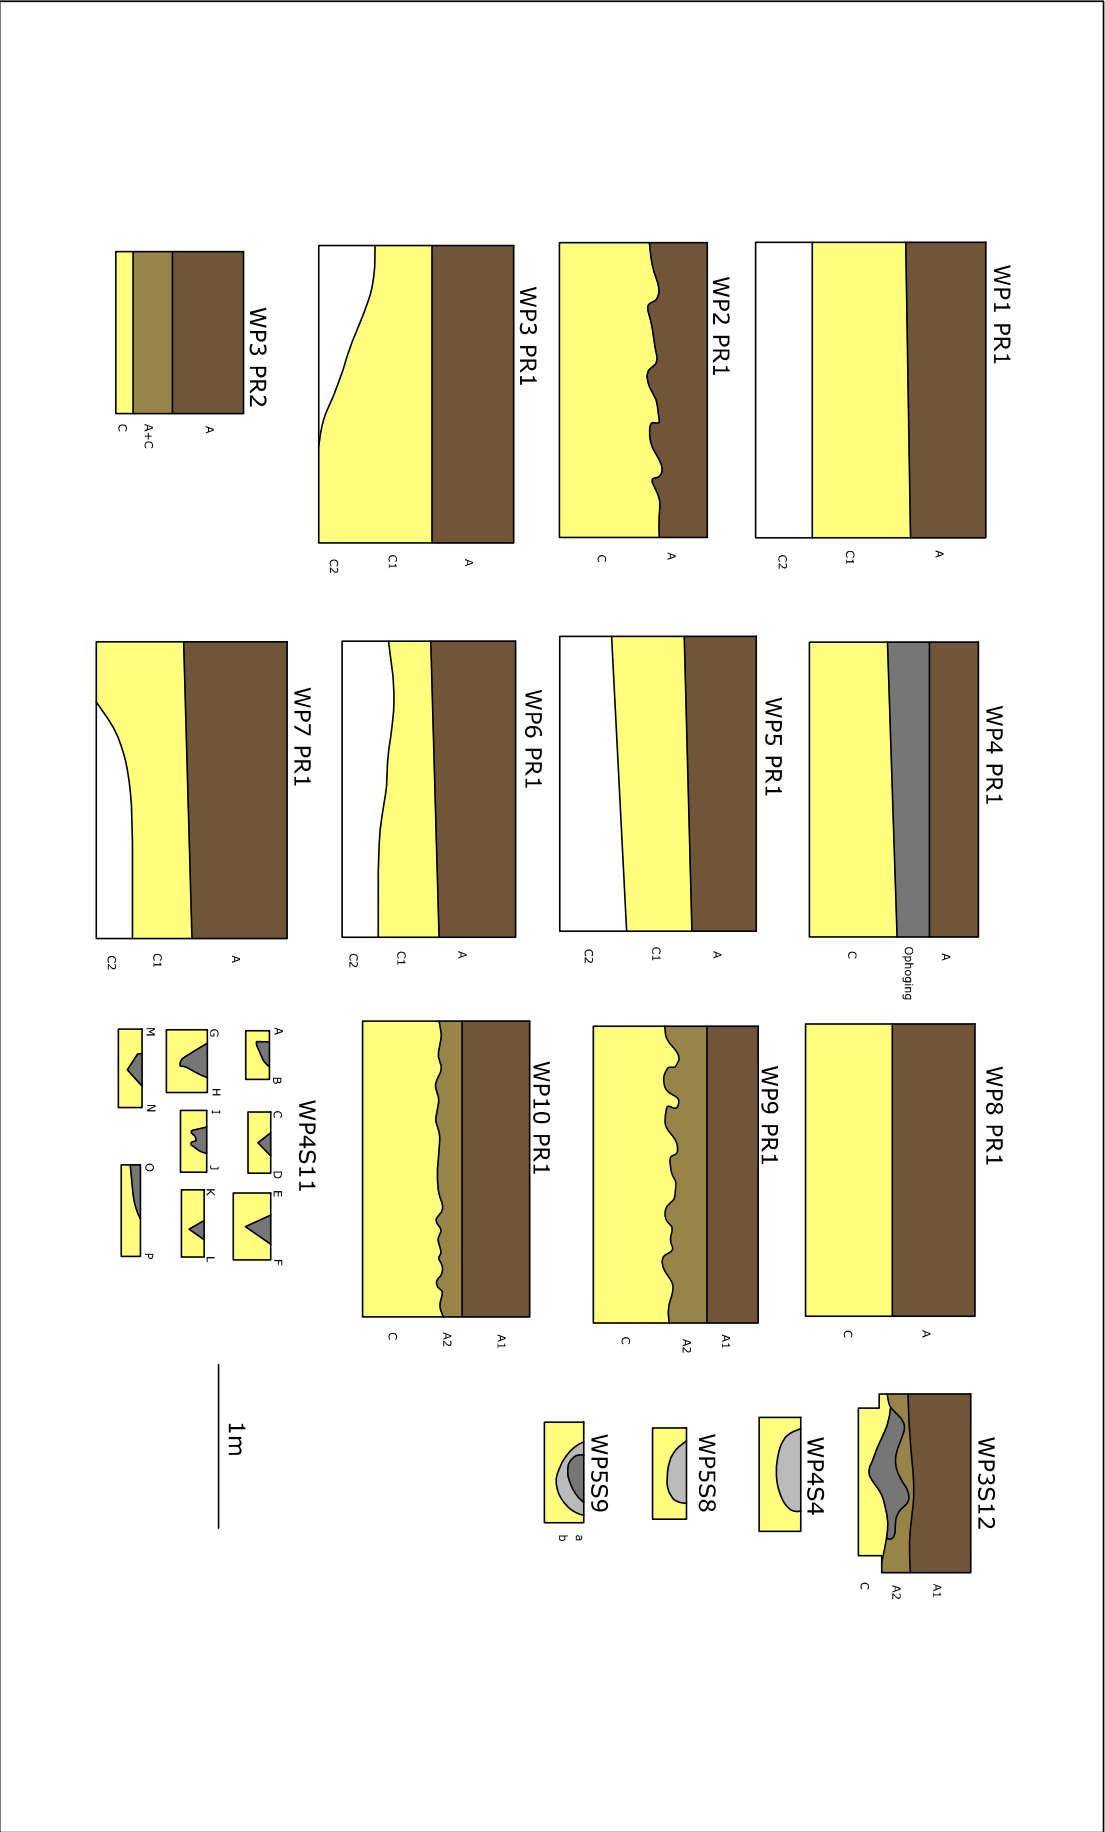 WP1 PR1
A
C1
C2
WP2 PR1
A
C
WP3 PR1
A
C1
C2
WP3 PR2
A
A+C
C
WP4 PR1
A
Ophoging
C
WP5 PR1
A
C1
C2
WP6 PR1
A
C1
C2
WP7 PR1
A
C1
C2
WP8 PR1
A
C
WP9 PR1
A1
A2
C
WP10 PR1
A1
A2
C
WP4S11
A B C D E F
G H I J K L
M N O P
WP3S12
A1
A2
C
WP4S4
WP5S8
WP5S9
a
b
1m